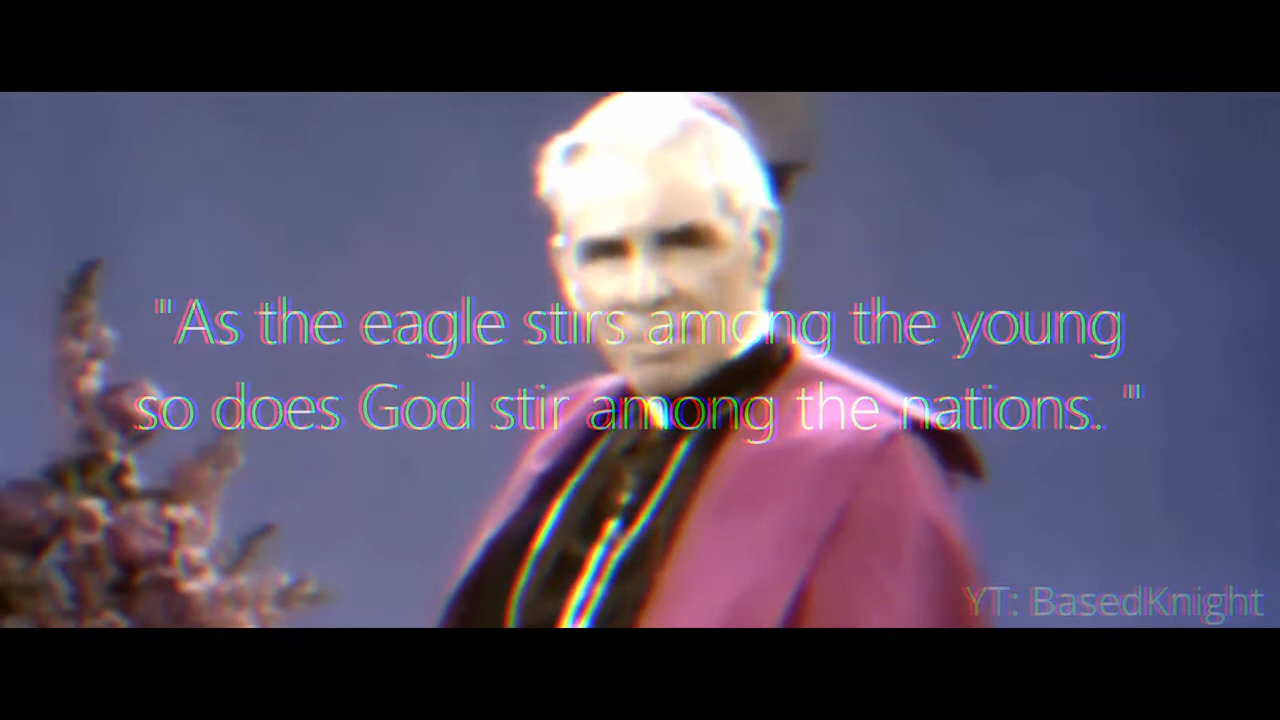 "As the eagle stirs among the young
so does God stir among the nations. "
YT: BasedKnight